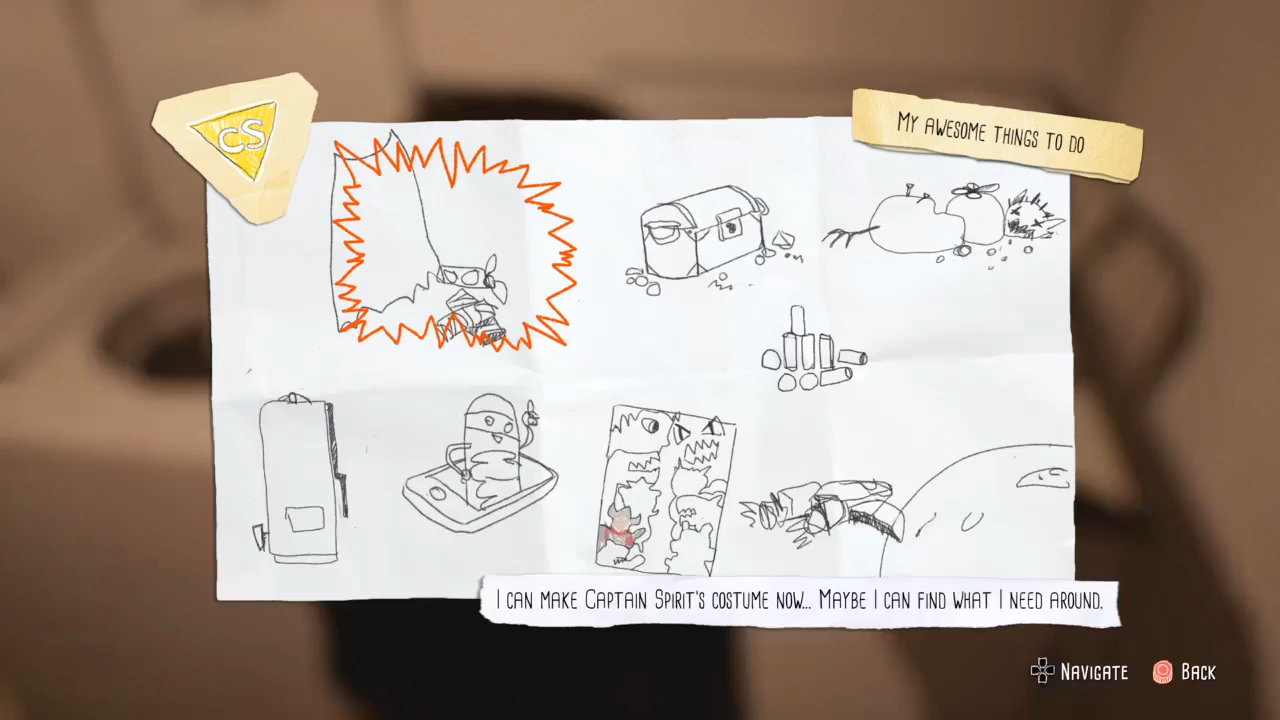 CS
MY AWESOME THINGS TO DO
I CAN MAKE CAPTAIN SPIRIT'S COSTUME NOW... MAYBE I CAN FIND WHAT I NEED AROUND.
NAVIGATE
BACK